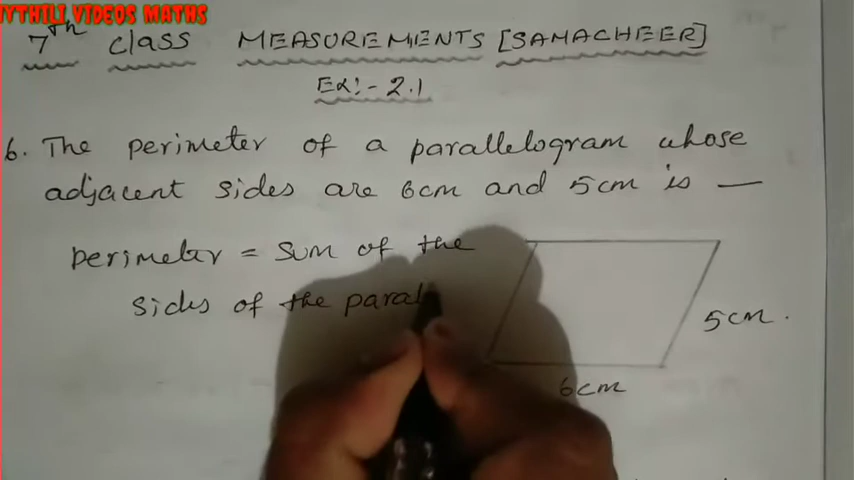 MYTHILI VIDEOS MATHS
7th class MEASUREMENTS [SAMACHEER]
Ex:- 2.1
6. The perimeter of a parallelogram whose
adjacent sides are 6cm and 5cm is —
perimeter = sum of the
sides of the paral
5cm.
6cm